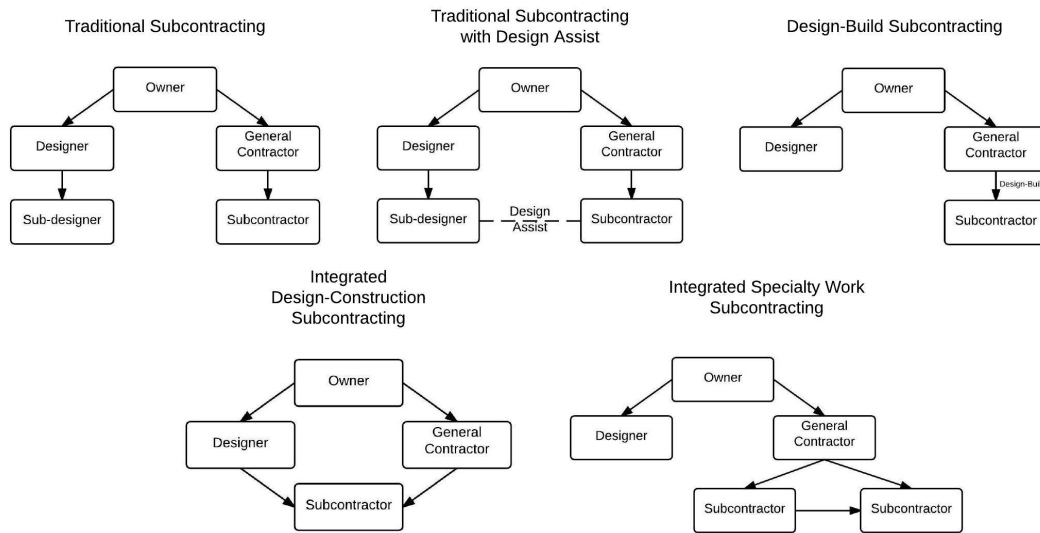 Traditional Subcontracting
Owner
Designer
General
Contractor
Sub-designer
Subcontractor
Traditional Subcontracting
with Design Assist
Owner
Designer
General
Contractor
Sub-designer
Design
Assist
Subcontractor
Design-Build Subcontracting
Owner
Designer
General
Contractor
Design-Buil
Subcontractor
Integrated
Design-Construction
Subcontracting
Owner
Designer
General
Contractor
Subcontractor
Integrated Specialty Work
Subcontracting
Owner
Designer
General
Contractor
Subcontractor
Subcontractor